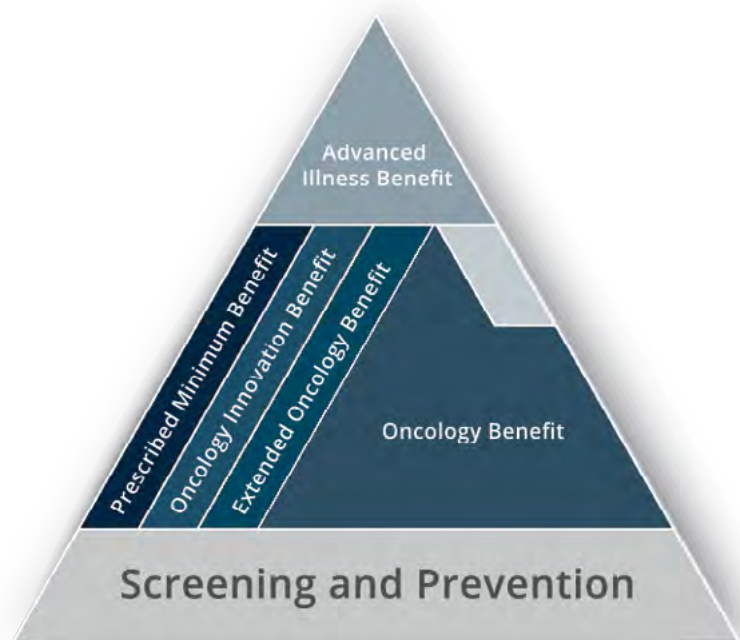 Advanced
Illness Benefit
Prescribed Minimum Benefit
Oncology Innovation Benefit
Extended Oncology Benefit
Oncology Benefit
Screening and Prevention